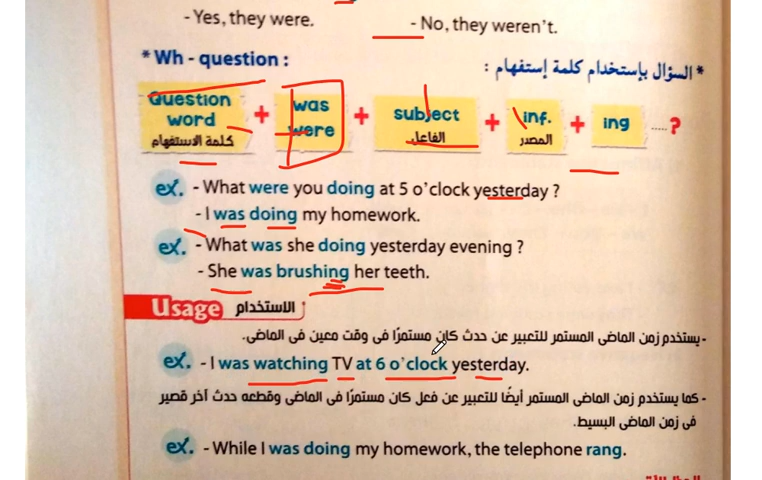 - Yes, they were. - No, they weren't.
* Wh - question : * السؤال بإستخدام كلمة إستفهام :
Question word كلمة الاستفهام + was were + subject الفاعل + inf. المصدر + ing .....?
ex. - What were you doing at 5 o'clock yesterday ?
- I was doing my homework.
ex. - What was she doing yesterday evening ?
- She was brushing her teeth.
Usage الاستخدام
- يستخدم زمن الماضى المستمر للتعبير عن حدث كان مستمرًا فى وقت معين فى الماضى.
ex. - I was watching TV at 6 o'clock yesterday.
- كما يستخدم زمن الماضى المستمر أيضًا للتعبير عن فعل كان مستمرًا فى الماضى وقطعه حدث آخر قصير
فى زمن الماضى البسيط.
ex. - While I was doing my homework, the telephone rang.